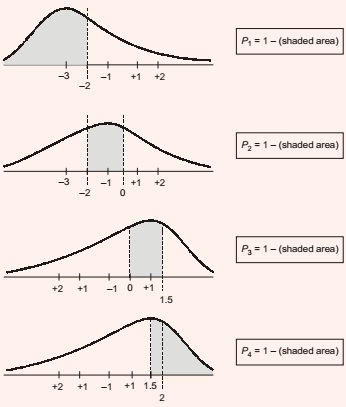 P1 = 1 – (shaded area)
–3 –1 +1 +2
–2
P2 = 1 – (shaded area)
–3 –1 +1 +2
–2 0
P3 = 1 – (shaded area)
+2 +1 –1 0 +1
1.5
P4 = 1 – (shaded area)
+2 +1 –1 +1 1.5
2